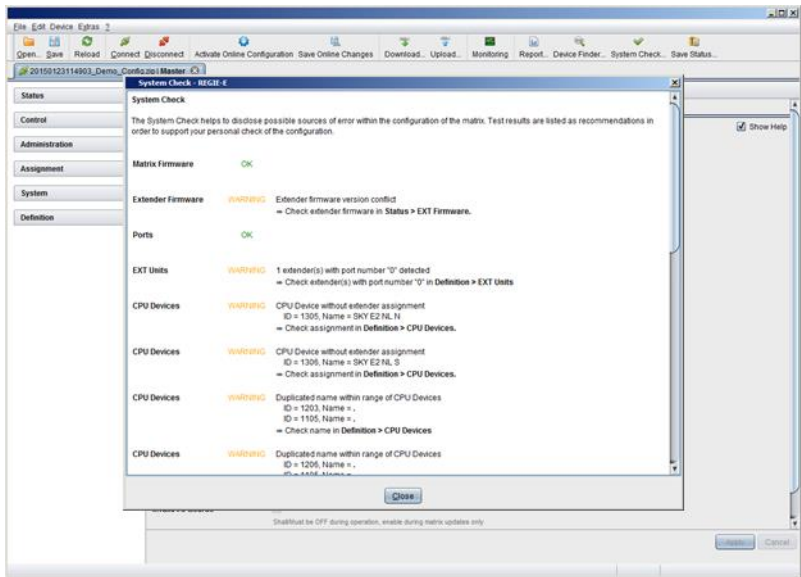 File Edit Device Extras ?
Open... Save Reload Connect Disconnect Activate Online Configuration Save Online Changes Download... Upload... Monitoring Report... Device Finder... System Check... Save Status...
20150123114903_Demo_Config.zip | Master
System Check - REGIE-E
Status
Control
Administration
Assignment
System
Definition
Show Help
System Check
The System Check helps to disclose possible sources of error within the configuration of the matrix. Test results are listed as recommendations in
order to support your personal check of the configuration.
Matrix Firmware OK
Extender Firmware WARNING Extender firmware version conflict
Check extender firmware in Status > EXT Firmware.
Ports OK
EXT Units WARNING 1 extender(s) with port number "0" detected
Check extender(s) with port number "0" in Definition > EXT Units
CPU Devices WARNING CPU Device without extender assignment
ID = 1305, Name = SKY E2 NL N
Check assignment in Definition > CPU Devices.
CPU Devices WARNING CPU Device without extender assignment
ID = 1306, Name = SKY E2 NL S
Check assignment in Definition > CPU Devices.
CPU Devices WARNING Duplicated name within range of CPU Devices
ID = 1203, Name = .
ID = 1105, Name = .
Check name in Definition > CPU Devices
CPU Devices WARNING Duplicated name within range of CPU Devices
ID = 1206, Name = .
Close
Shall/Must be OFF during operation, enable during matrix updates only.
Apply Cancel